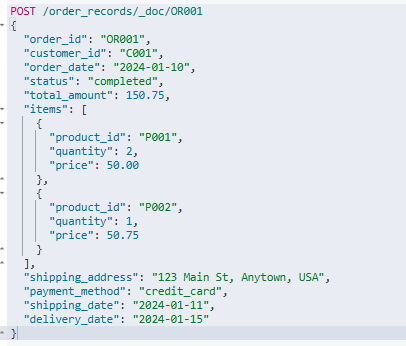 POST /order_records/_doc/OR001
{
  "order_id": "OR001",
  "customer_id": "C001",
  "order_date": "2024-01-10",
  "status": "completed",
  "total_amount": 150.75,
  "items": [
    {
      "product_id": "P001",
      "quantity": 2,
      "price": 50.00
    },
    {
      "product_id": "P002",
      "quantity": 1,
      "price": 50.75
    }
  ],
  "shipping_address": "123 Main St, Anytown, USA",
  "payment_method": "credit_card",
  "shipping_date": "2024-01-11",
  "delivery_date": "2024-01-15"
}